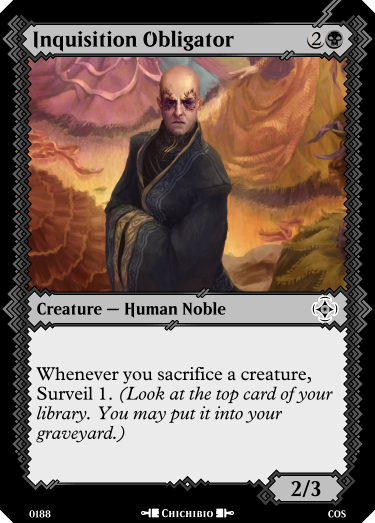 Inquisition Obligator 2
Creature — Human Noble
Whenever you sacrifice a creature,
Surveil 1. (Look at the top card of your
library. You may put it into your
graveyard.)
2/3
0188 Chichibio COS